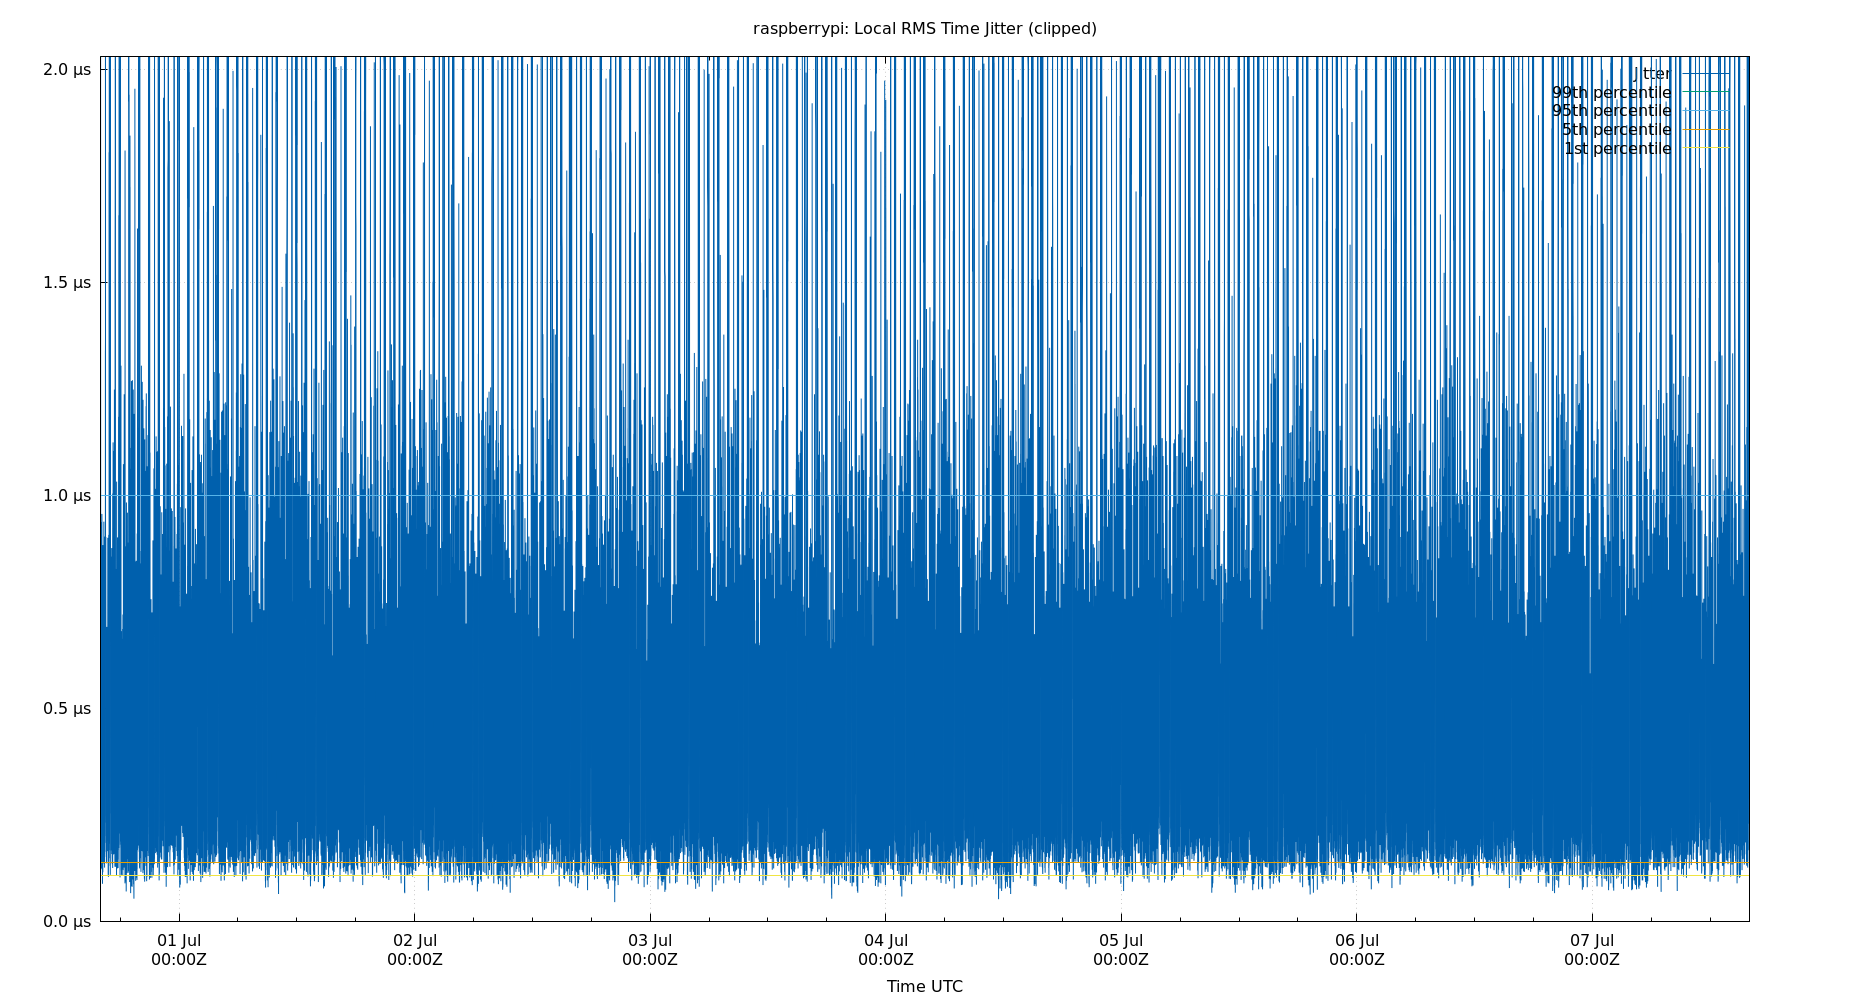 raspberrypi: Local RMS Time Jitter (clipped)
2.0 μs
1.5 μs
1.0 μs
0.5 μs
0.0 μs
Jitter
99th percentile
95th percentile
5th percentile
1st percentile
01 Jul 02 Jul 03 Jul 04 Jul 05 Jul 06 Jul 07 Jul
00:00Z 00:00Z 00:00Z 00:00Z 00:00Z 00:00Z 00:00Z
Time UTC